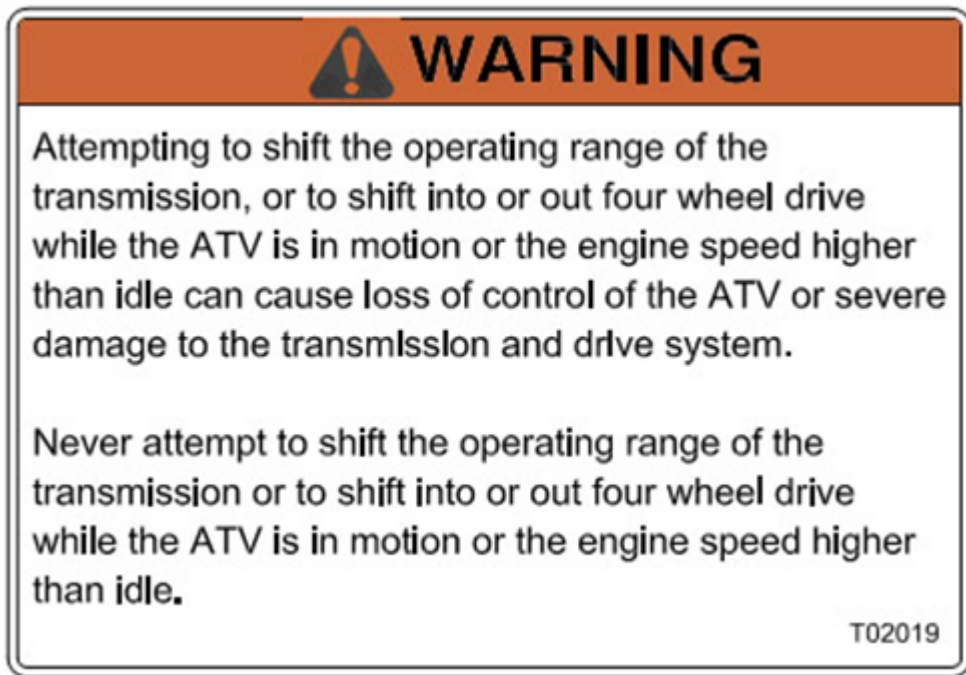 WARNING
Attempting to shift the operating range of the
transmission, or to shift into or out four wheel drive
while the ATV is in motion or the engine speed higher
than idle can cause loss of control of the ATV or severe
damage to the transmission and drive system.
Never attempt to shift the operating range of the
transmission or to shift into or out four wheel drive
while the ATV is in motion or the engine speed higher
than idle.
T02019